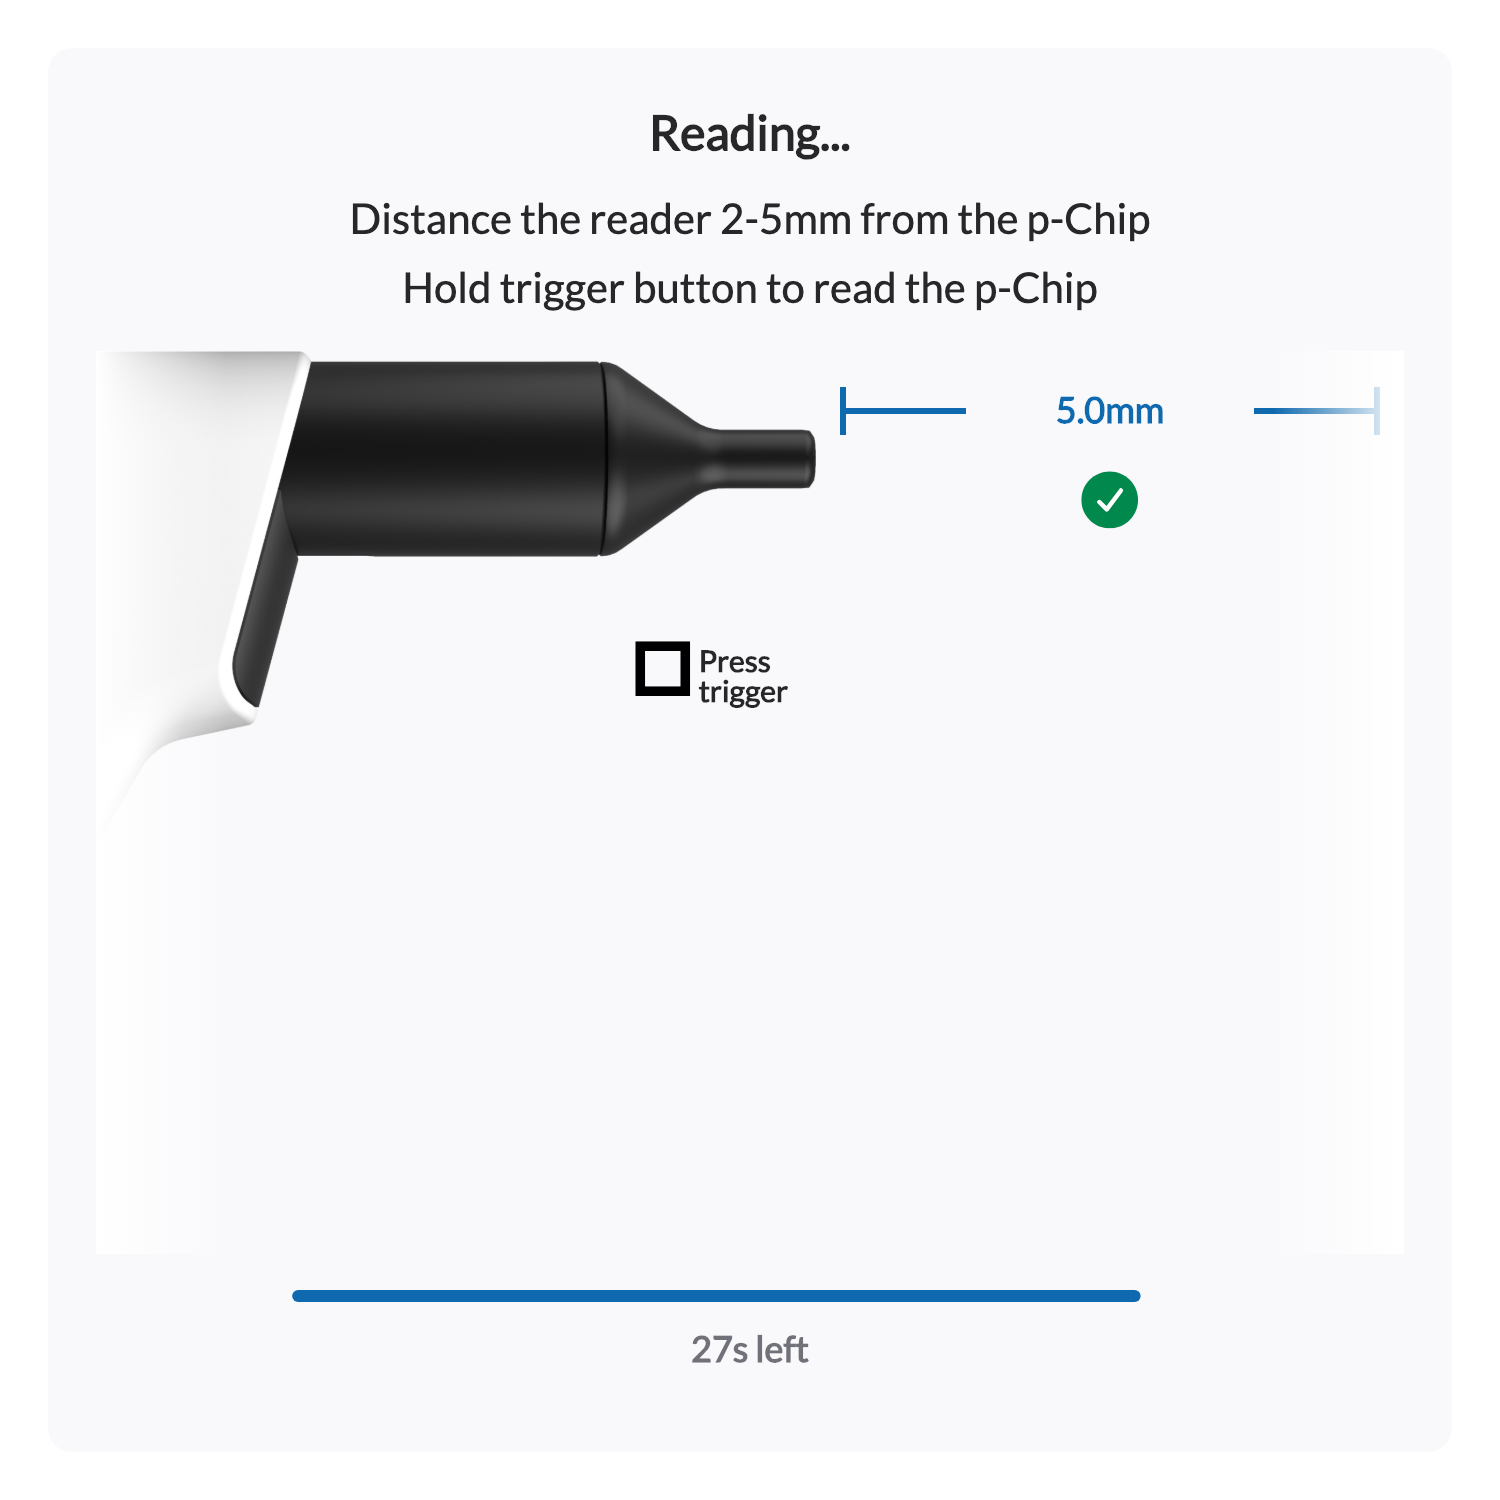 Reading...
Distance the reader 2-5mm from the p-Chip
Hold trigger button to read the p-Chip
5.0mm
Press
trigger
27s left